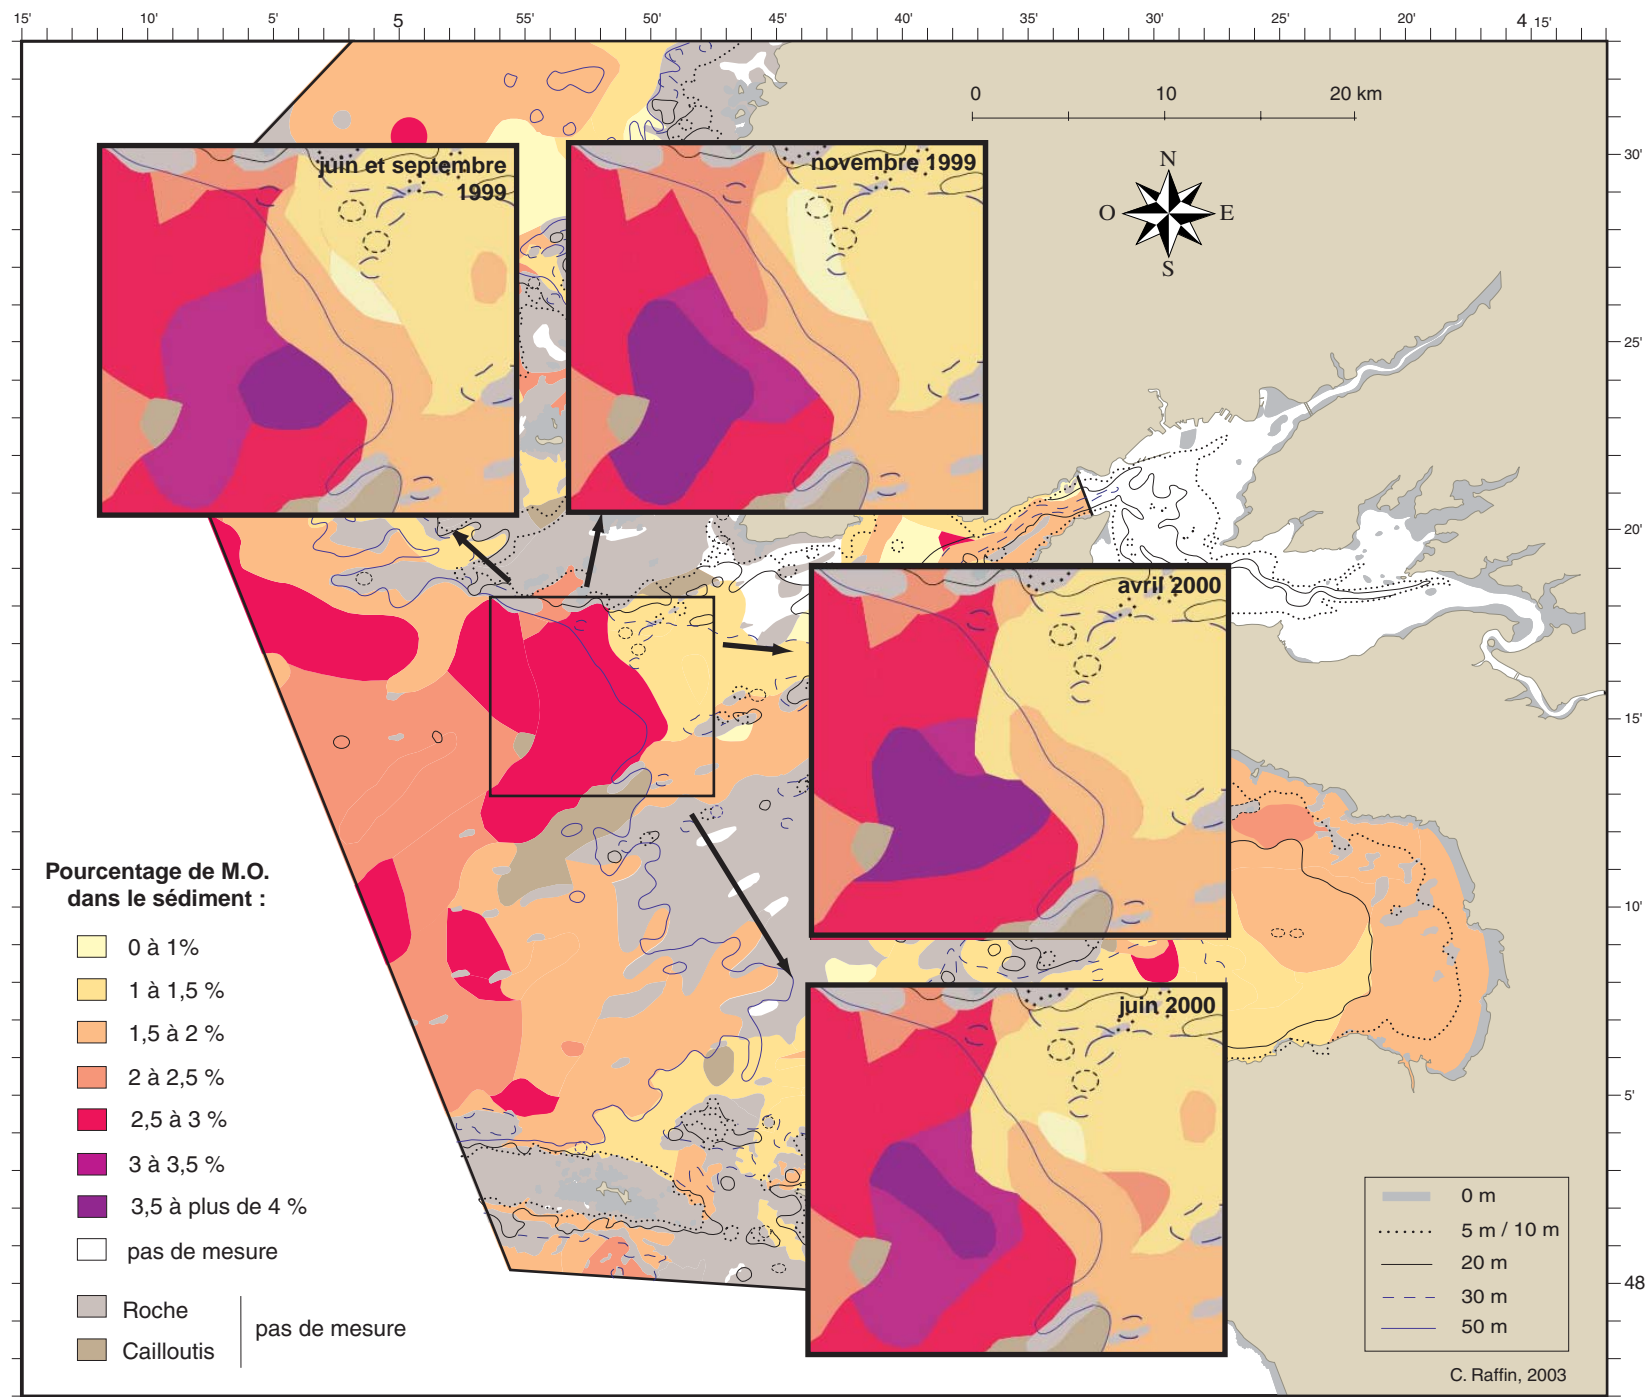 15' 10' 5' 5 55' 50' 45' 40' 35' 30' 25' 20' 4 15'
0 10 20 km
30'
25'
20'
15'
10'
5'
48
N
O E
S
juin et septembre
1999
novembre 1999
avril 2000
juin 2000
Pourcentage de M.O.
dans le sédiment :
0 à 1%
1 à 1,5 %
1,5 à 2 %
2 à 2,5 %
2,5 à 3 %
3 à 3,5 %
3,5 à plus de 4 %
pas de mesure
Roche
Cailloutis
pas de mesure
0 m
5 m / 10 m
20 m
30 m
50 m
C. Raffin, 2003